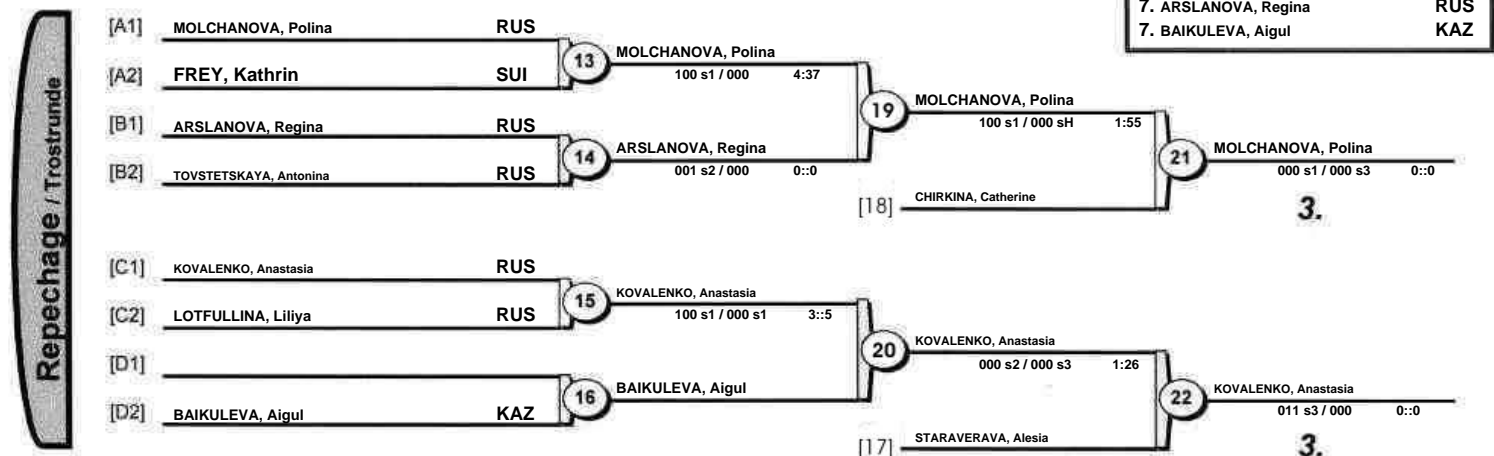 7. ARSLANOVA, Regina RUS
7. BAIKULEVA, Aigul KAZ
Repechage / Trostrunde
[A1] MOLCHANOVA, Polina RUS
13 MOLCHANOVA, Polina
100 s1 / 000 4:37
[A2] FREY, Kathrin SUI
19 MOLCHANOVA, Polina
100 s1 / 000 sH 1:55
[B1] ARSLANOVA, Regina RUS
14 ARSLANOVA, Regina
001 s2 / 000 0::0
[B2] TOVSTETSKAYA, Antonina RUS
21 MOLCHANOVA, Polina
000 s1 / 000 s3 0::0
[18] CHIRKINA, Catherine
3.
[C1] KOVALENKO, Anastasia RUS
15 KOVALENKO, Anastasia
100 s1 / 000 s1 3::5
[C2] LOTFULLINA, Liliya RUS
20 KOVALENKO, Anastasia
000 s2 / 000 s3 1:26
[D1]
16 BAIKULEVA, Aigul
[D2] BAIKULEVA, Aigul KAZ
22 KOVALENKO, Anastasia
011 s3 / 000 0::0
[17] STARAVERAVA, Alesia
3.